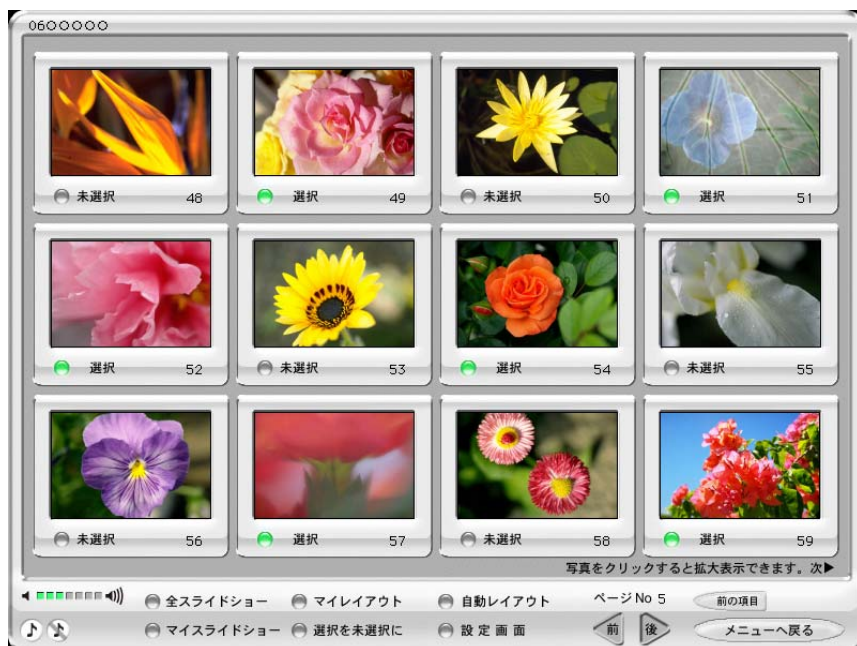 0600000
未選択 48
選択 49
未選択 50
選択 51
選択 52
未選択 53
選択 54
未選択 55
未選択 56
選択 57
未選択 58
選択 59
写真をクリックすると拡大表示できます。次▶
全スライドショー マイレイアウト 自動レイアウト ページNo 5 前の項目
マイスライドショー 選択を未選択に 設定画面 前 後 メニューへ戻る